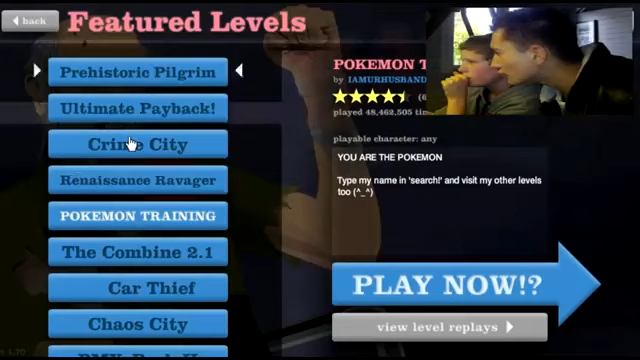 back
Featured Levels
Prehistoric Pilgrim
Ultimate Payback!
Crime City
Renaissance Ravager
POKEMON TRAINING
The Combine 2.1
Car Thief
Chaos City
POKEMON T
by IAMURHUSBAND
played 48,462,505 tim
playable character: any
YOU ARE THE POKEMON
Type my name in 'search!' and visit my other levels
too (^_^)
PLAY NOW!?
view level replays